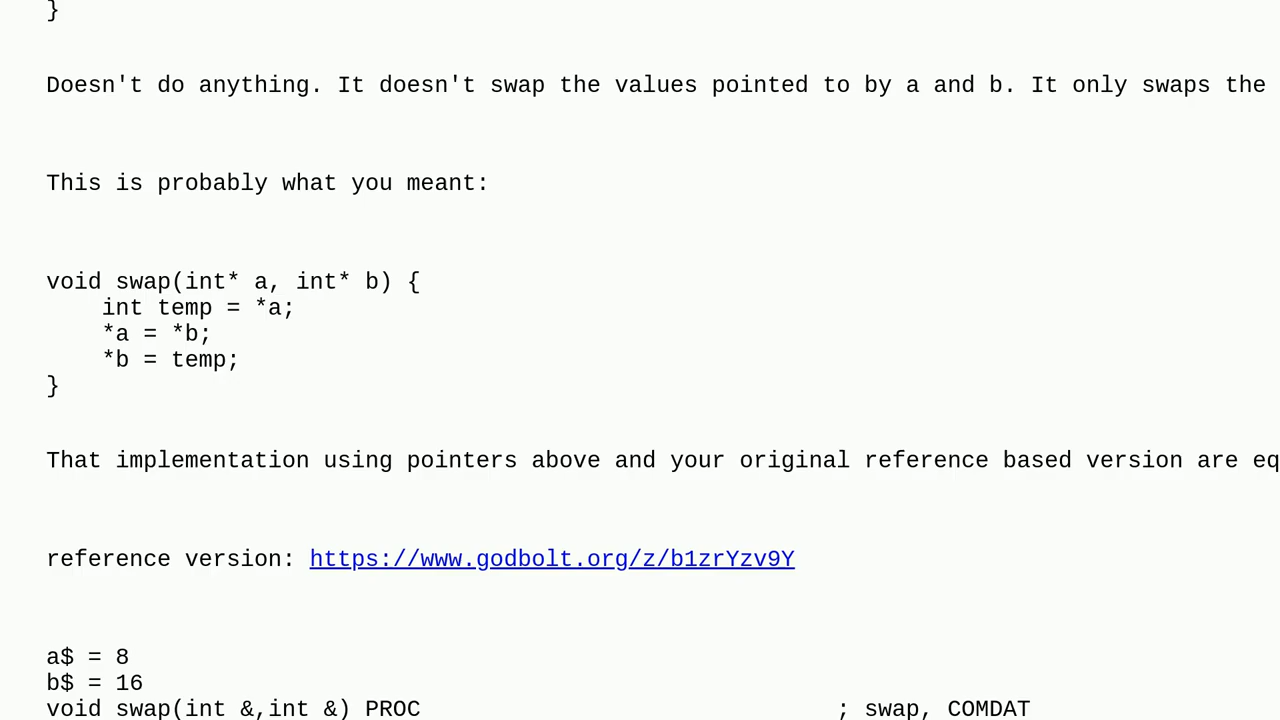 }
Doesn't do anything. It doesn't swap the values pointed to by a and b. It only swaps the
This is probably what you meant:
void swap(int* a, int* b) {
    int temp = *a;
    *a = *b;
    *b = temp;
}
That implementation using pointers above and your original reference based version are eq
reference version: https://www.godbolt.org/z/b1zrYzv9Y
a$ = 8
b$ = 16
void swap(int &,int &) PROC                              ; swap, COMDAT